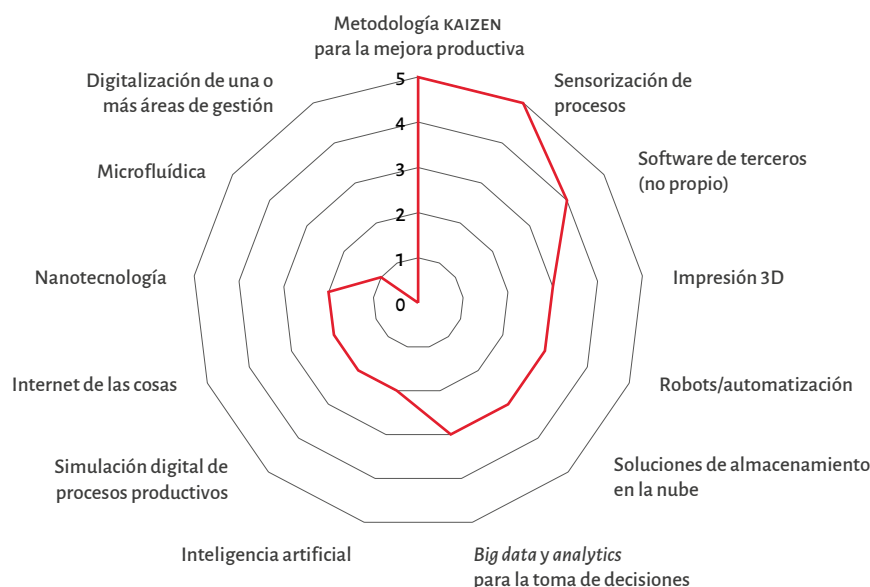 Metodología KAIZEN
para la mejora productiva
Sensorización de
procesos
Software de terceros
(no propio)
Impresión 3D
Robots/automatización
Soluciones de almacenamiento
en la nube
Big data y analytics
para la toma de decisiones
Inteligencia artificial
Simulación digital de
procesos productivos
Internet de las cosas
Nanotecnología
Microfluídica
Digitalización de una o
más áreas de gestión
5
4
3
2
1
0